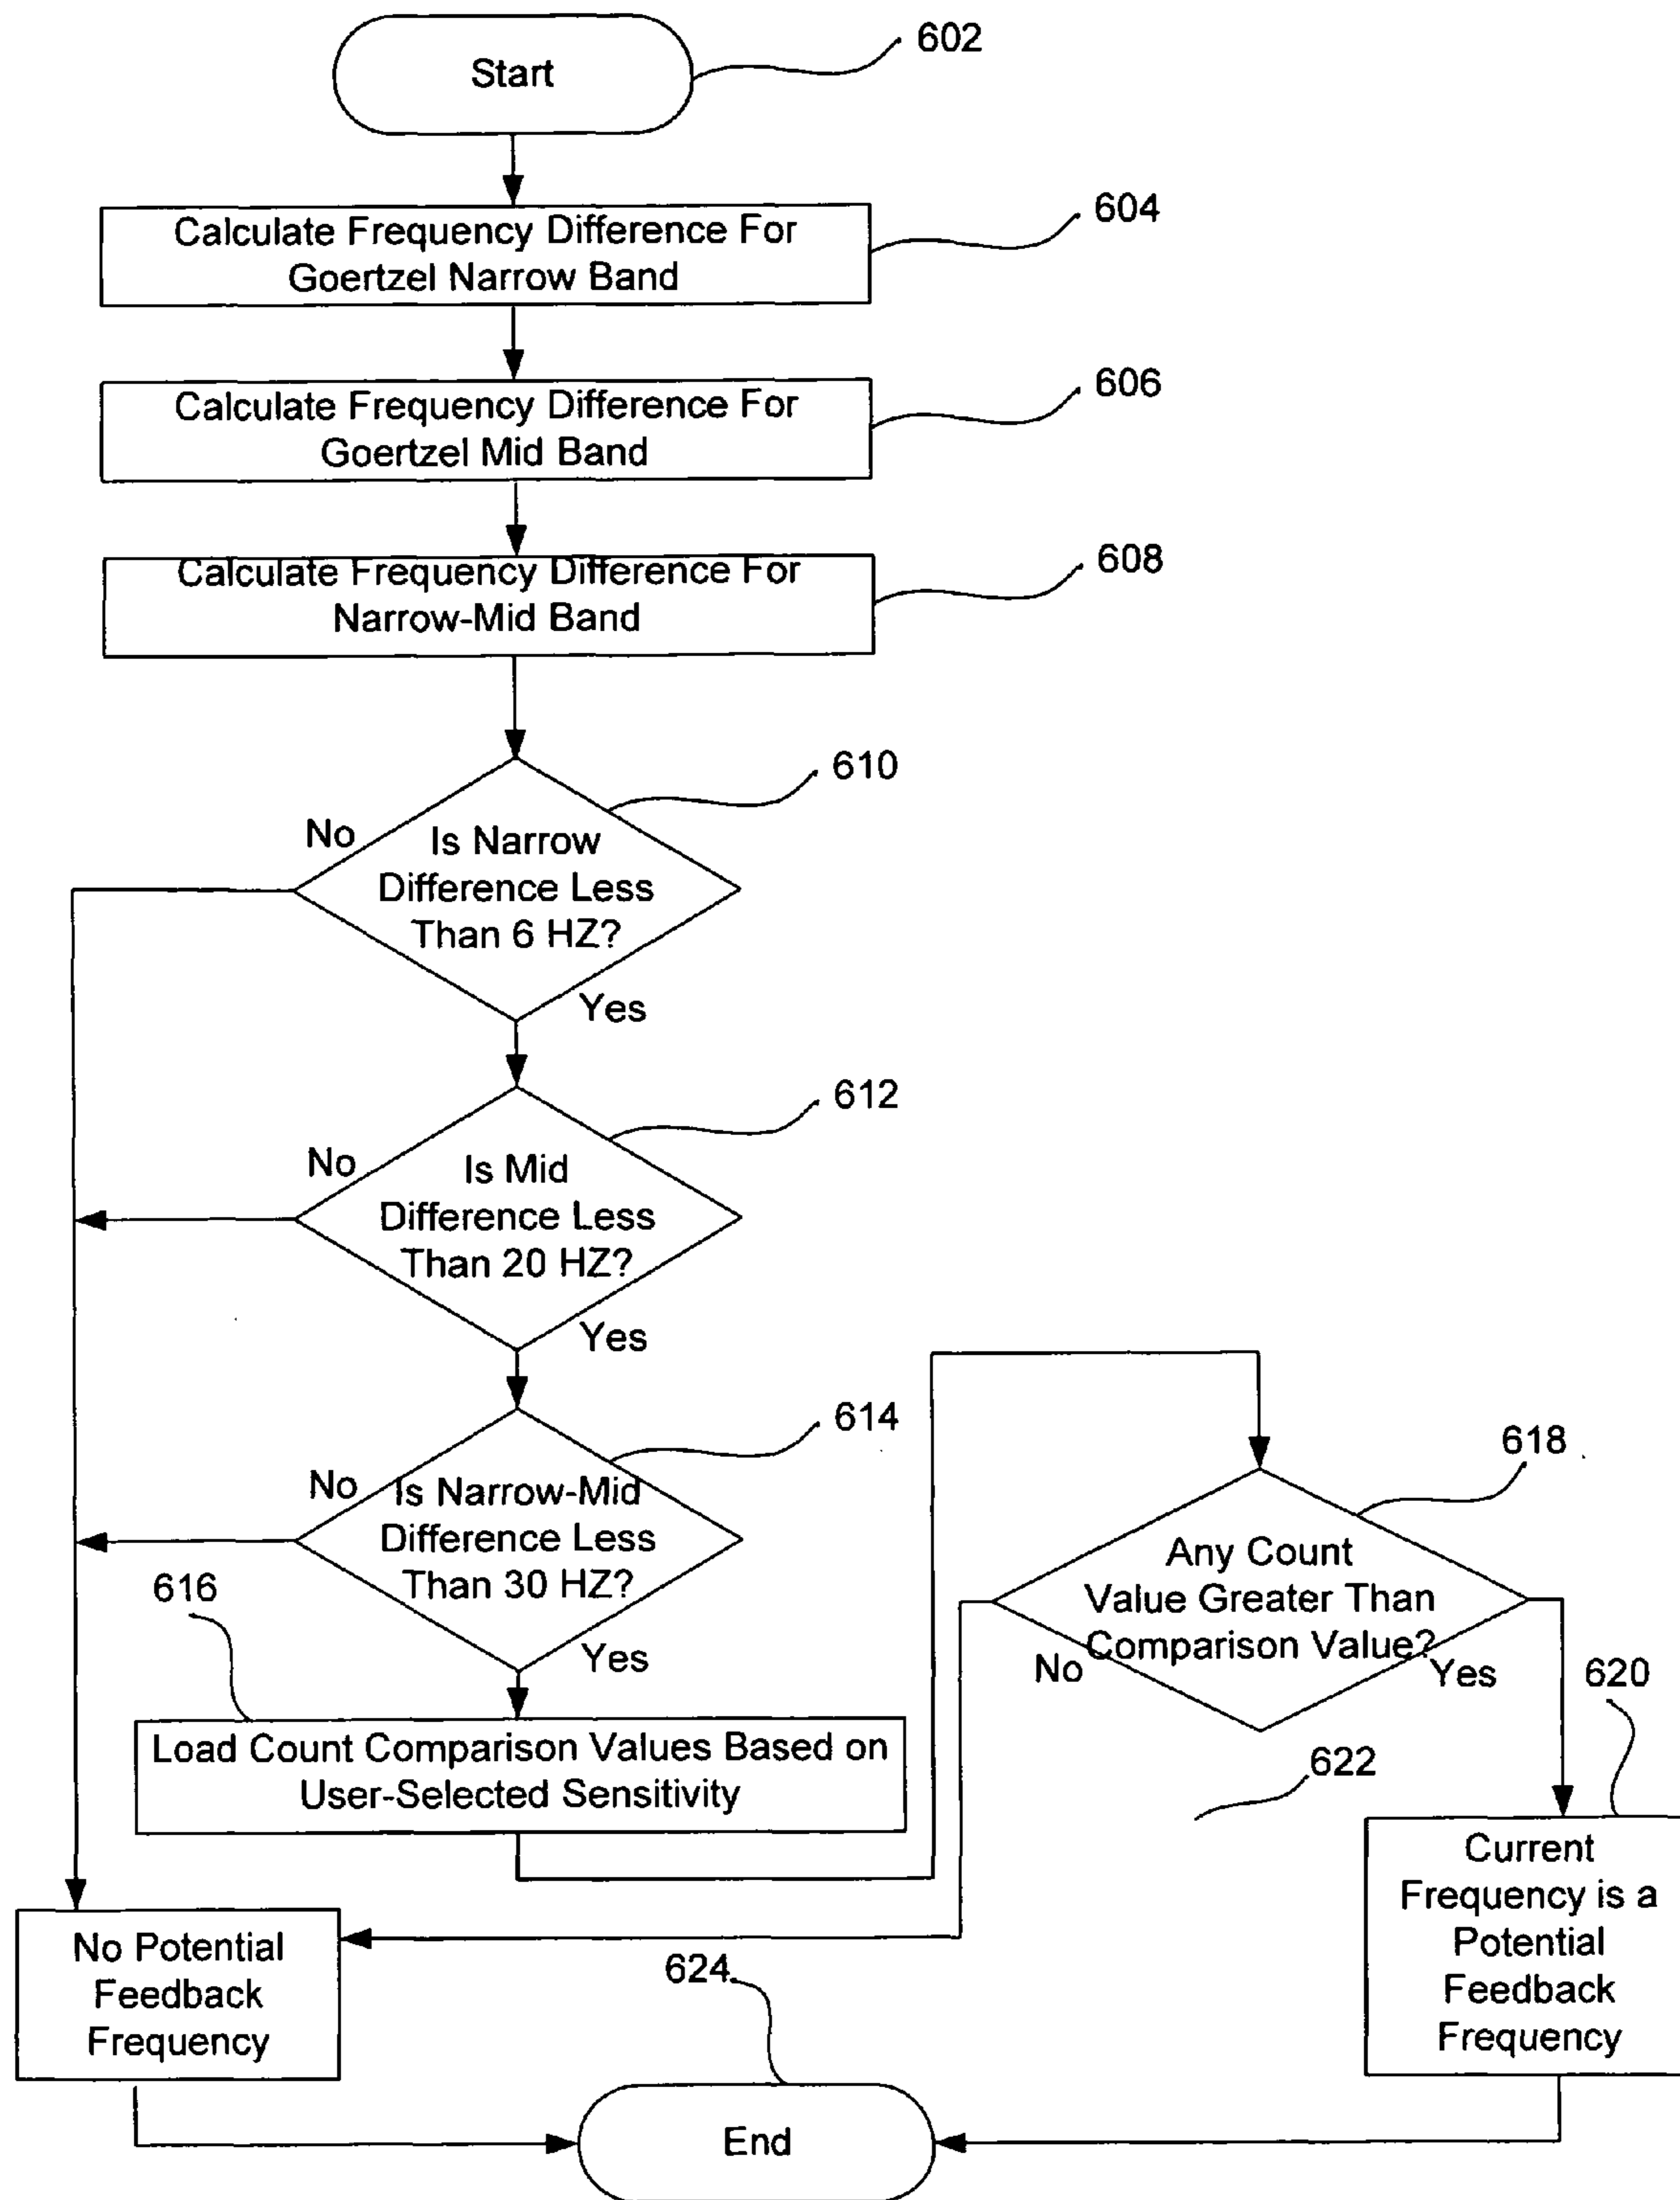 602
Start
604
Calculate Frequency Difference For
Goertzel Narrow Band
606
Calculate Frequency Difference For
Goertzel Mid Band
608
Calculate Frequency Difference For
Narrow-Mid Band
610
No
Is Narrow
Difference Less
Than 6 HZ?
Yes
612
No
Is Mid
Difference Less
Than 20 HZ?
Yes
614
No
Is Narrow-Mid
Difference Less
Than 30 HZ?
Yes
616
Load Count Comparison Values Based on
User-Selected Sensitivity
618
Any Count
Value Greater Than
Comparison Value?
No
Yes
620
622
Current
Frequency is a
Potential
Feedback
Frequency
No Potential
Feedback
Frequency
624
End